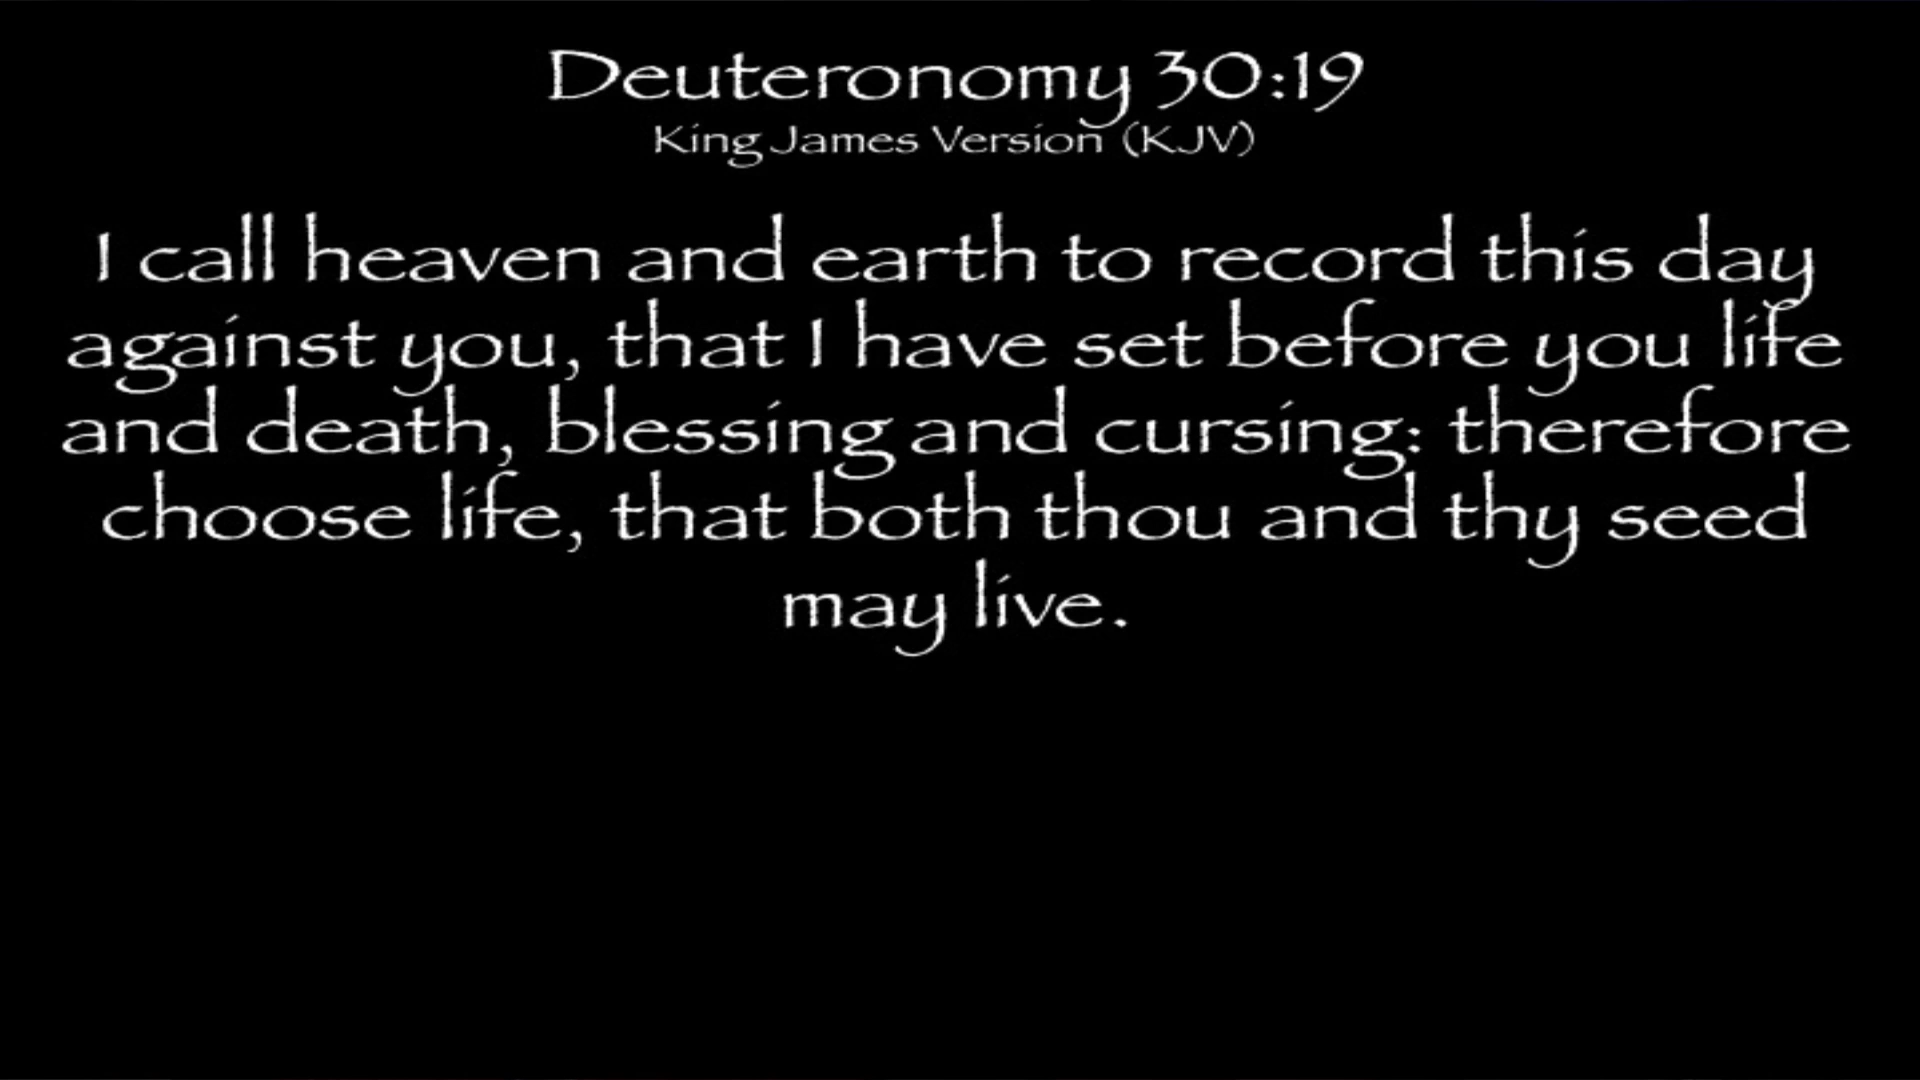 Deuteronomy 30:19
King James Version (KJV)
I call heaven and earth to record this day
against you, that I have set before you life
and death, blessing and cursing: therefore
choose life, that both thou and thy seed
may live.